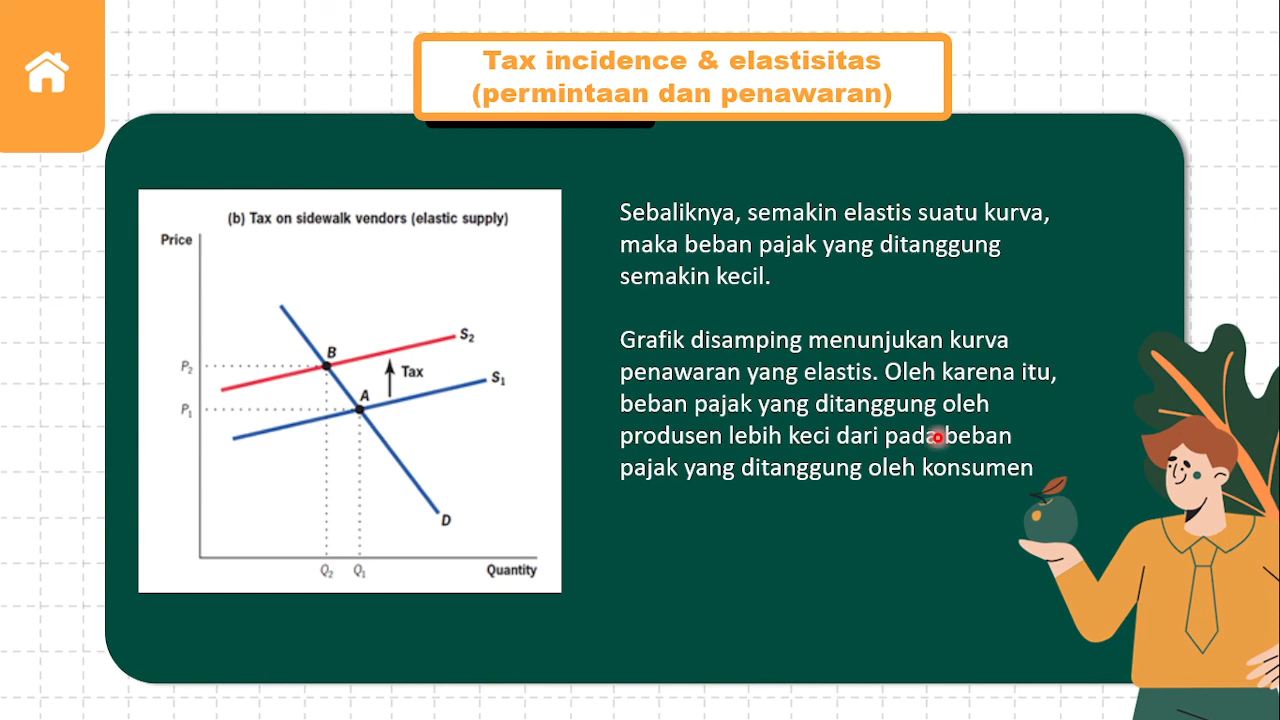 Tax incidence & elastisitas
(permintaan dan penawaran)
(b) Tax on sidewalk vendors (elastic supply)
Price
S₂
B
P₂
Tax
S₁
A
P₁
D
Q₂ Q₁
Quantity
Sebaliknya, semakin elastis suatu kurva,
maka beban pajak yang ditanggung
semakin kecil.
Grafik disamping menunjukan kurva
penawaran yang elastis. Oleh karena itu,
beban pajak yang ditanggung oleh
produsen lebih keci dari pada beban
pajak yang ditanggung oleh konsumen